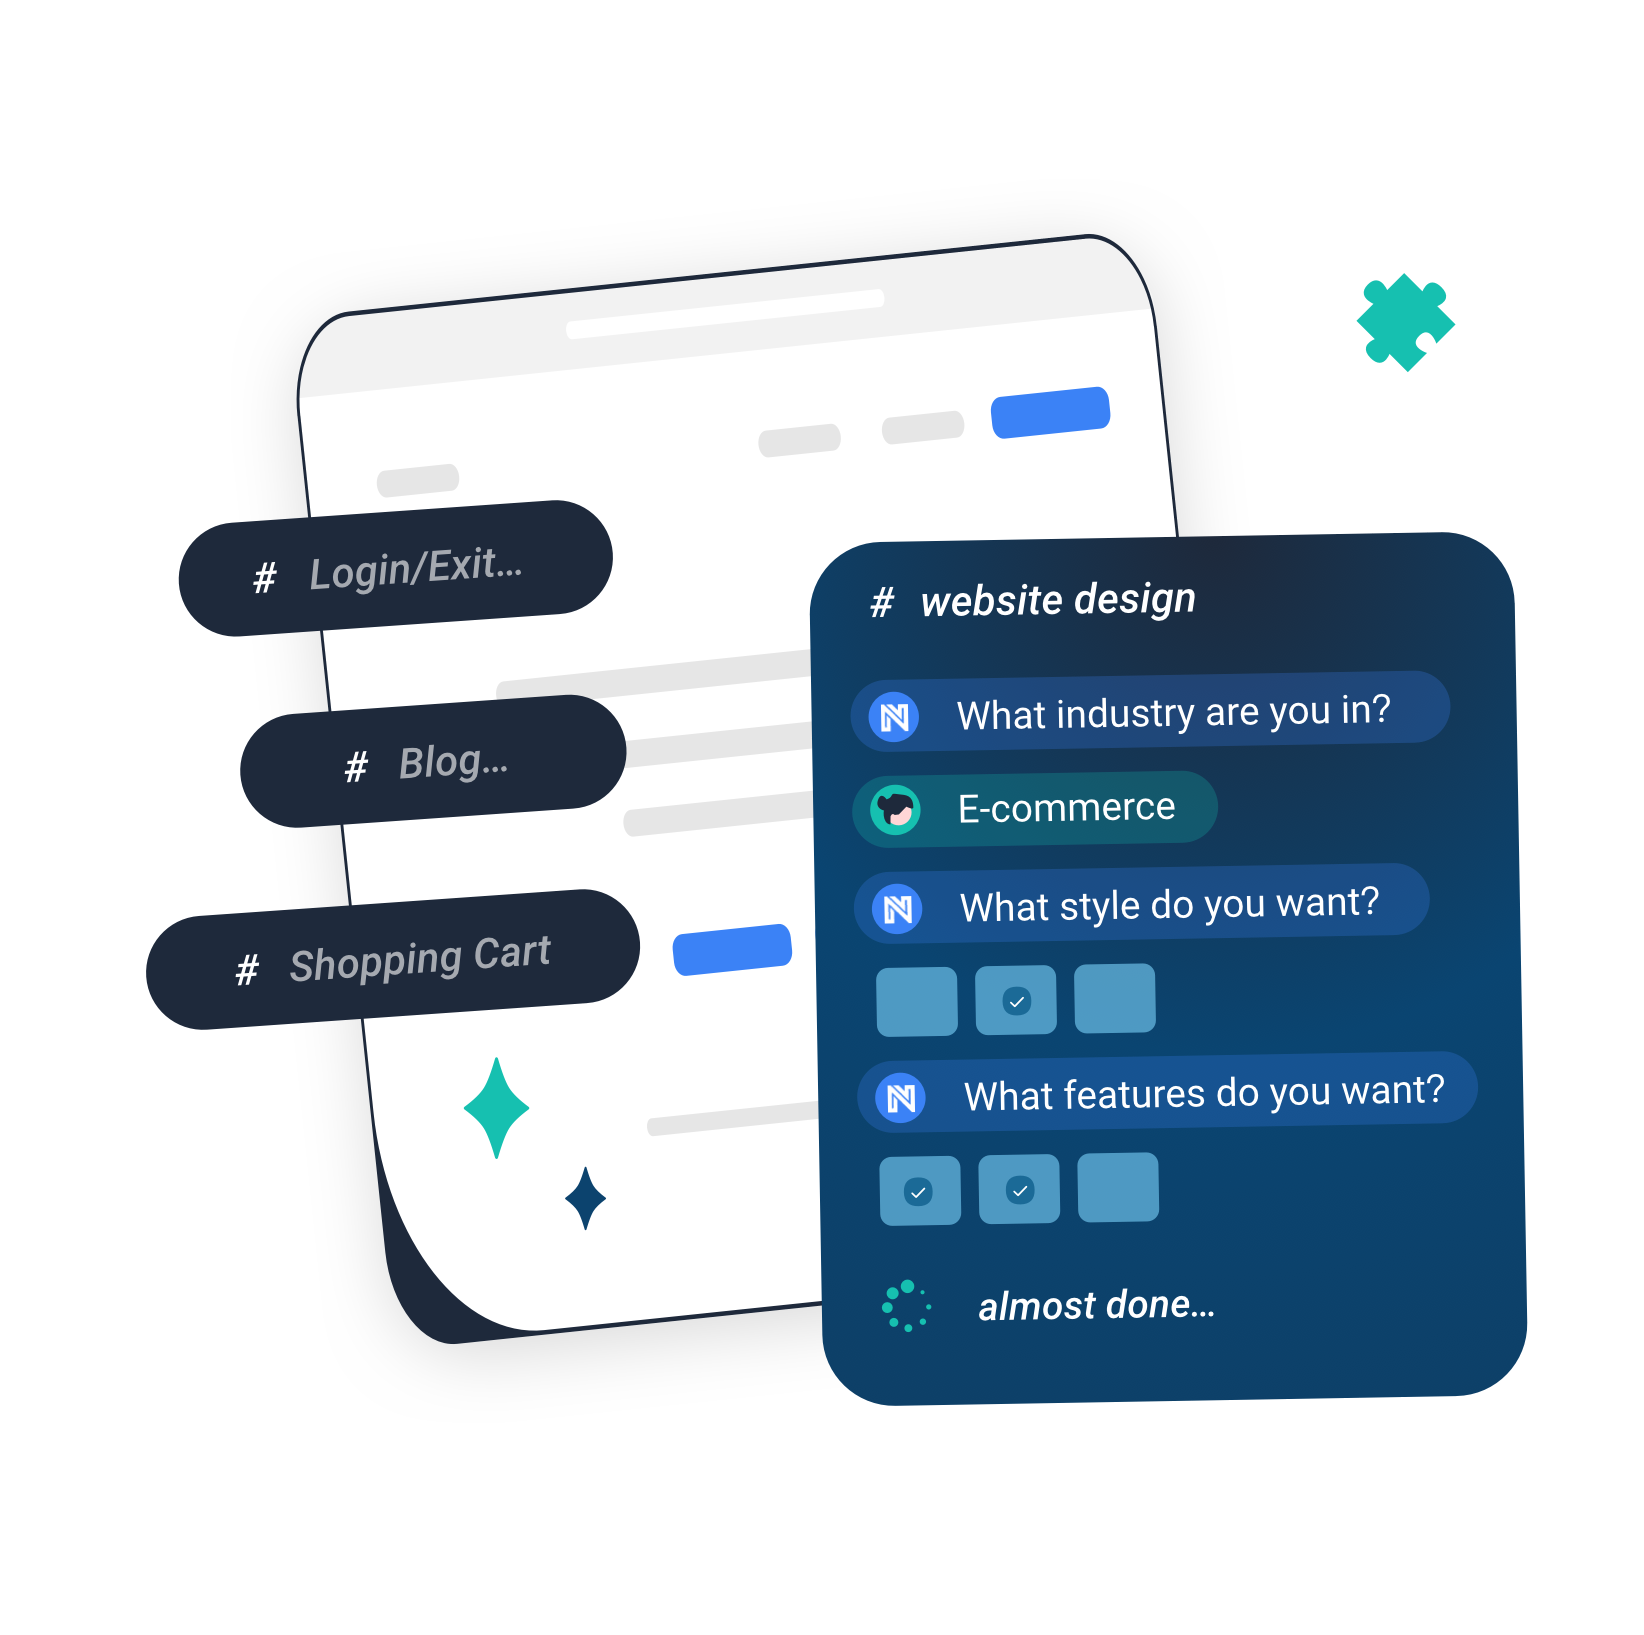 # Login/Exit...
# Blog...
# Shopping Cart
# website design
N What industry are you in?
E-commerce
N What style do you want?
N What features do you want?
almost done...